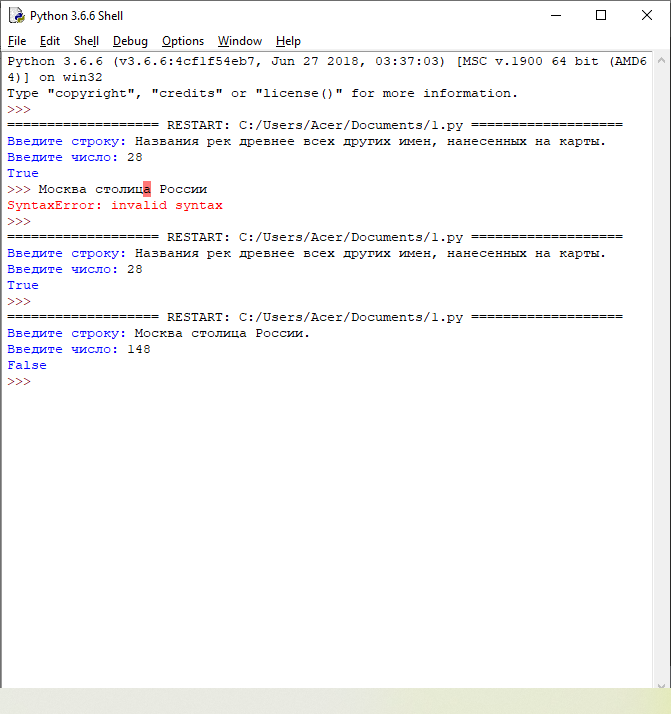 Python 3.6.6 Shell
File Edit Shell Debug Options Window Help
Python 3.6.6 (v3.6.6:4cf1f54eb7, Jun 27 2018, 03:37:03) [MSC v.1900 64 bit (AMD6
4)] on win32
Type "copyright", "credits" or "license()" for more information.
>>>
=================== RESTART: C:/Users/Acer/Documents/1.py ===================
Введите строку: Названия рек древнее всех других имен, нанесенных на карты.
Введите число: 28
True
>>> Москва столица России
SyntaxError: invalid syntax
>>>
=================== RESTART: C:/Users/Acer/Documents/1.py ===================
Введите строку: Названия рек древнее всех других имен, нанесенных на карты.
Введите число: 28
True
>>>
=================== RESTART: C:/Users/Acer/Documents/1.py ===================
Введите строку: Москва столица России.
Введите число: 148
False
>>>